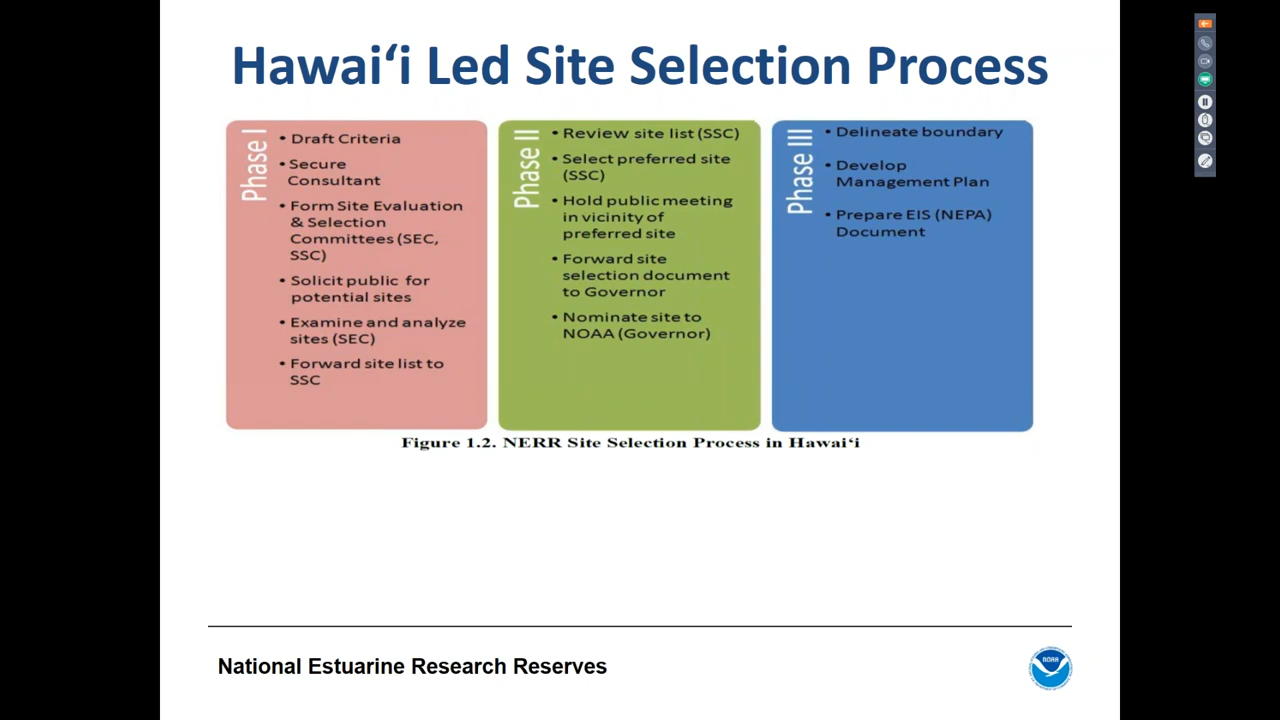 Hawaiʻi Led Site Selection Process
Phase I
• Draft Criteria
• Secure
Consultant
• Form Site Evaluation
& Selection
Committees (SEC,
SSC)
• Solicit public for
potential sites
• Examine and analyze
sites (SEC)
• Forward site list to
SSC
Phase II
• Review site list (SSC)
• Select preferred site
(SSC)
• Hold public meeting
in vicinity of
preferred site
• Forward site
selection document
to Governor
• Nominate site to
NOAA (Governor)
Phase III
• Delineate boundary
• Develop
Management Plan
• Prepare EIS (NEPA)
Document
Figure 1.2. NERR Site Selection Process in Hawaiʻi
National Estuarine Research Reserves
NOAA